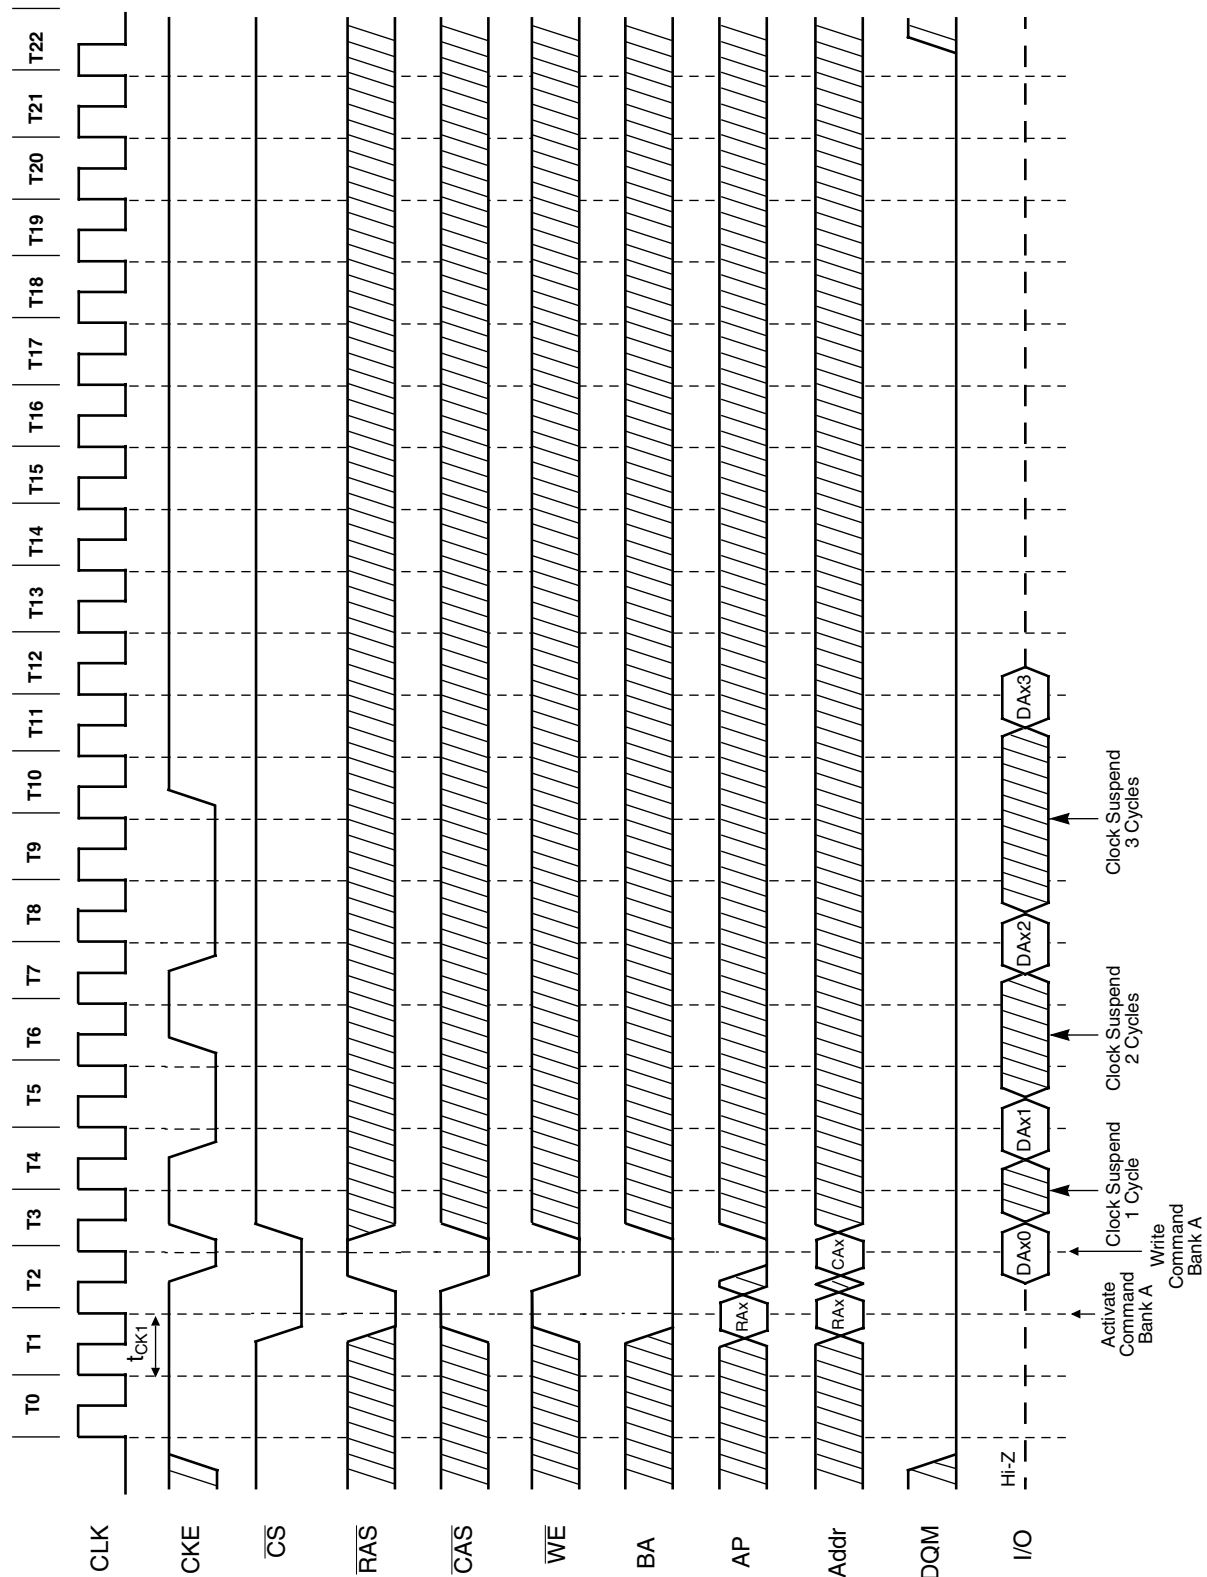 T0 T1 T2 T3 T4 T5 T6 T7 T8 T9 T10 T11 T12 T13 T14 T15 T16 T17 T18 T19 T20 T21 T22
CLK
tCK1
CKE
CS
RAS
CAS
WE
BA
AP
RAx
Addr
RAx CAx
DQM
I/O
Hi-Z
DAx0 DAx1 DAx2 DAx3
Activate
Command
Bank A
Write
Command
Bank A
Clock Suspend
1 Cycle
Clock Suspend
2 Cycles
Clock Suspend
3 Cycles